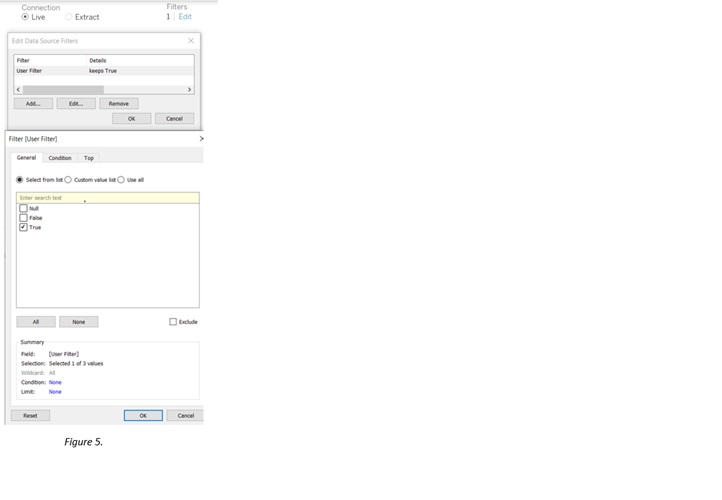 Connection
Filters
Live Extract
1 | Edit
Edit Data Source Filters
Filter Details
User Filter keeps True
Add... Edit... Remove
OK Cancel
Filter [User Filter]
General Condition Top
Select from list Custom value list Use all
Enter search text
Null
False
True
All None Exclude
Summary
Field: [User Filter]
Selection: Selected 1 of 3 values
Wildcard: All
Condition: None
Limit: None
Reset OK Cancel
Figure 5.